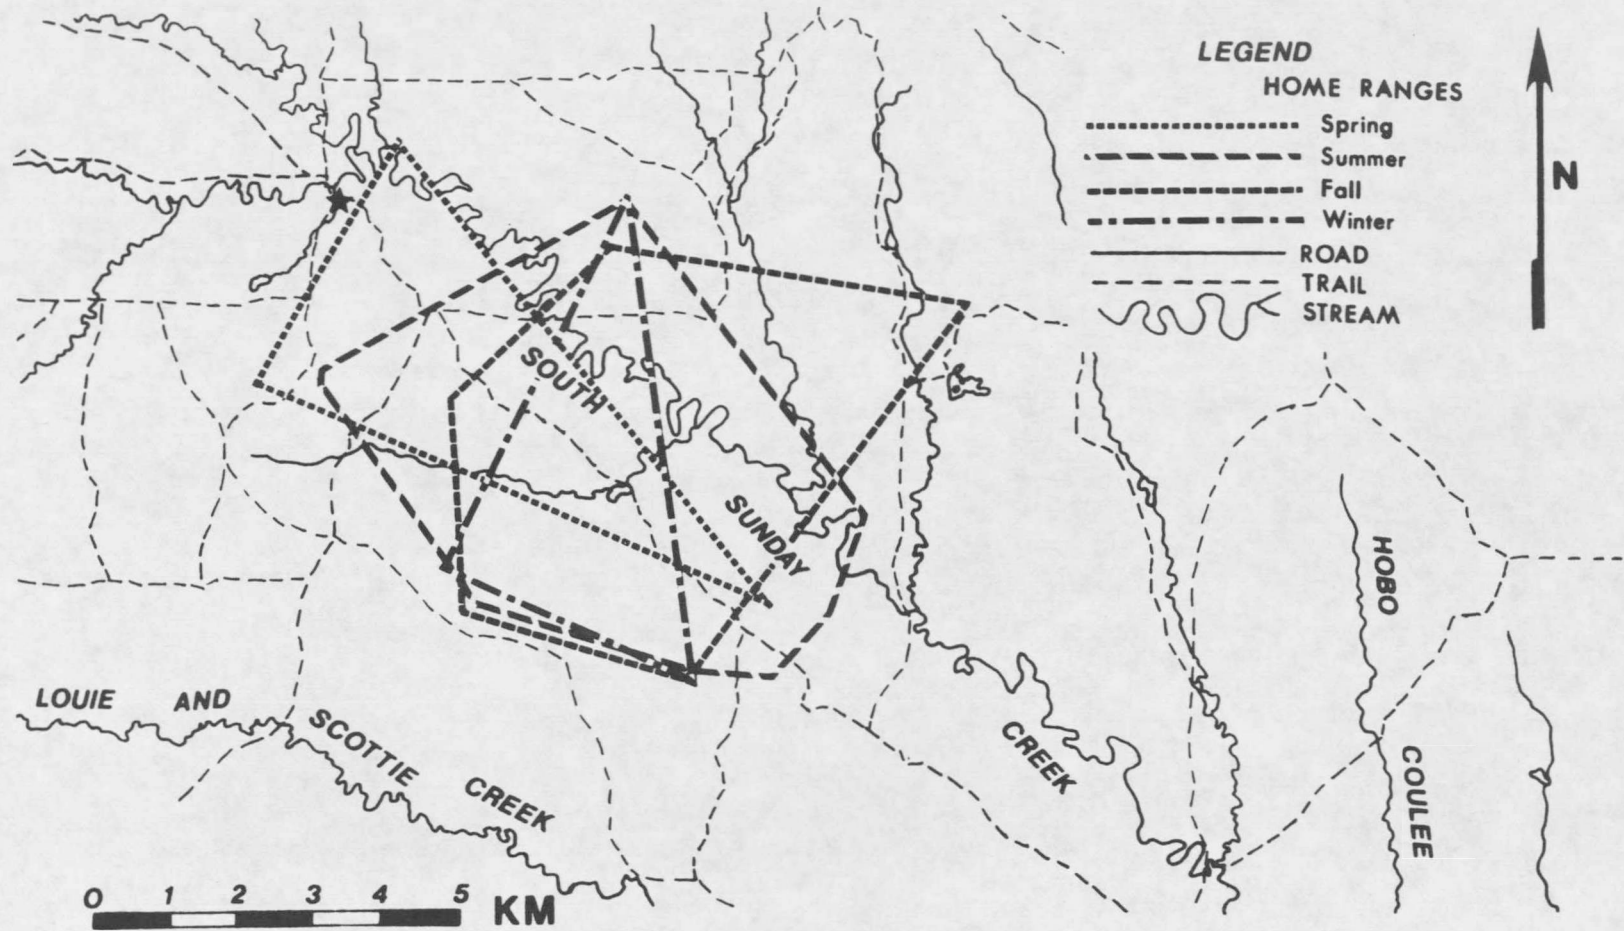 LEGEND
HOME RANGES
Spring
Summer
Fall
Winter
ROAD
TRAIL
STREAM
N
SOUTH
SUNDAY
CREEK
HOBO
COULEE
LOUIE AND
SCOTTIE
CREEK
0 1 2 3 4 5
KM